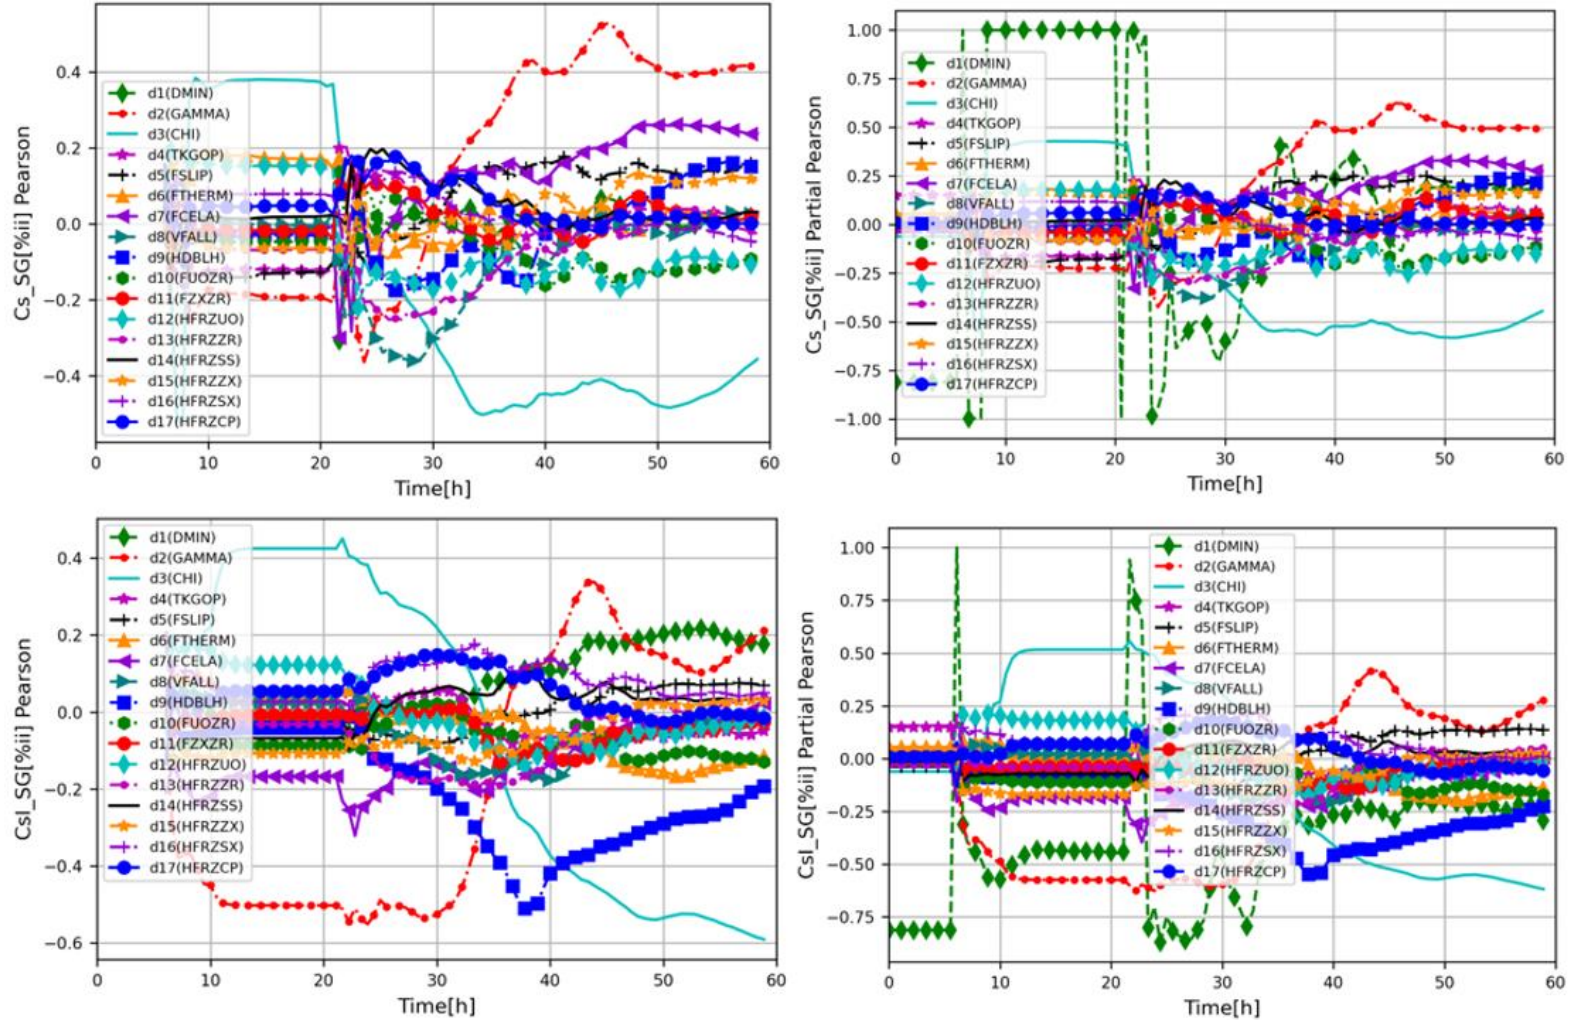 Cs_SG[%ii] Pearson
0.4
0.2
0.0
−0.2
−0.4
d1(DMIN)
d2(GAMMA)
d3(CHI)
d4(TKGOP)
d5(FSLIP)
d6(FTHERM)
d7(FCELA)
d8(VFALL)
d9(HDBLH)
d10(FUOZR)
d11(FZXZR)
d12(HFRZUO)
d13(HFRZZR)
d14(HFRZSS)
d15(HFRZZX)
d16(HFRZSX)
d17(HFRZCP)
0 10 20 30 40 50 60
Time[h]
Cs_SG[%ii] Partial Pearson
1.00
0.75
0.50
0.25
0.00
−0.25
−0.50
−0.75
−1.00
d1(DMIN)
d2(GAMMA)
d3(CHI)
d4(TKGOP)
d5(FSLIP)
d6(FTHERM)
d7(FCELA)
d8(VFALL)
d9(HDBLH)
d10(FUOZR)
d11(FZXZR)
d12(HFRZUO)
d13(HFRZZR)
d14(HFRZSS)
d15(HFRZZX)
d16(HFRZSX)
d17(HFRZCP)
0 10 20 30 40 50 60
Time[h]
CsI_SG[%ii] Pearson
0.4
0.2
0.0
−0.2
−0.4
−0.6
d1(DMIN)
d2(GAMMA)
d3(CHI)
d4(TKGOP)
d5(FSLIP)
d6(FTHERM)
d7(FCELA)
d8(VFALL)
d9(HDBLH)
d10(FUOZR)
d11(FZXZR)
d12(HFRZUO)
d13(HFRZZR)
d14(HFRZSS)
d15(HFRZZX)
d16(HFRZSX)
d17(HFRZCP)
0 10 20 30 40 50 60
Time[h]
CsI_SG[%ii] Partial Pearson
1.00
0.75
0.50
0.25
0.00
−0.25
−0.50
−0.75
d1(DMIN)
d2(GAMMA)
d3(CHI)
d4(TKGOP)
d5(FSLIP)
d6(FTHERM)
d7(FCELA)
d8(VFALL)
d9(HDBLH)
d10(FUOZR)
d11(FZXZR)
d12(HFRZUO)
d13(HFRZZR)
d14(HFRZSS)
d15(HFRZZX)
d16(HFRZSX)
d17(HFRZCP)
0 10 20 30 40 50 60
Time[h]